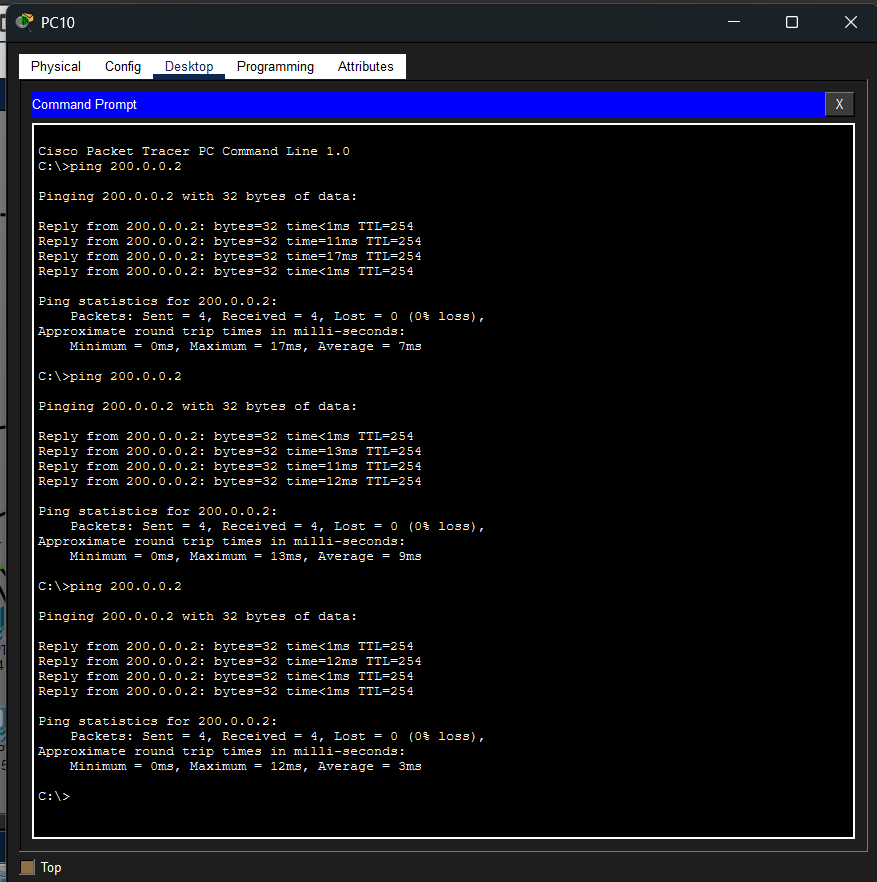 PC10
Physical Config Desktop Programming Attributes
Command Prompt X
Cisco Packet Tracer PC Command Line 1.0
C:\>ping 200.0.0.2
Pinging 200.0.0.2 with 32 bytes of data:
Reply from 200.0.0.2: bytes=32 time<1ms TTL=254
Reply from 200.0.0.2: bytes=32 time=11ms TTL=254
Reply from 200.0.0.2: bytes=32 time=17ms TTL=254
Reply from 200.0.0.2: bytes=32 time<1ms TTL=254
Ping statistics for 200.0.0.2:
Packets: Sent = 4, Received = 4, Lost = 0 (0% loss),
Approximate round trip times in milli-seconds:
Minimum = 0ms, Maximum = 17ms, Average = 7ms
C:\>ping 200.0.0.2
Pinging 200.0.0.2 with 32 bytes of data:
Reply from 200.0.0.2: bytes=32 time<1ms TTL=254
Reply from 200.0.0.2: bytes=32 time=13ms TTL=254
Reply from 200.0.0.2: bytes=32 time=11ms TTL=254
Reply from 200.0.0.2: bytes=32 time=12ms TTL=254
Ping statistics for 200.0.0.2:
Packets: Sent = 4, Received = 4, Lost = 0 (0% loss),
Approximate round trip times in milli-seconds:
Minimum = 0ms, Maximum = 13ms, Average = 9ms
C:\>ping 200.0.0.2
Pinging 200.0.0.2 with 32 bytes of data:
Reply from 200.0.0.2: bytes=32 time<1ms TTL=254
Reply from 200.0.0.2: bytes=32 time=12ms TTL=254
Reply from 200.0.0.2: bytes=32 time<1ms TTL=254
Reply from 200.0.0.2: bytes=32 time<1ms TTL=254
Ping statistics for 200.0.0.2:
Packets: Sent = 4, Received = 4, Lost = 0 (0% loss),
Approximate round trip times in milli-seconds:
Minimum = 0ms, Maximum = 12ms, Average = 3ms
C:\>
Top